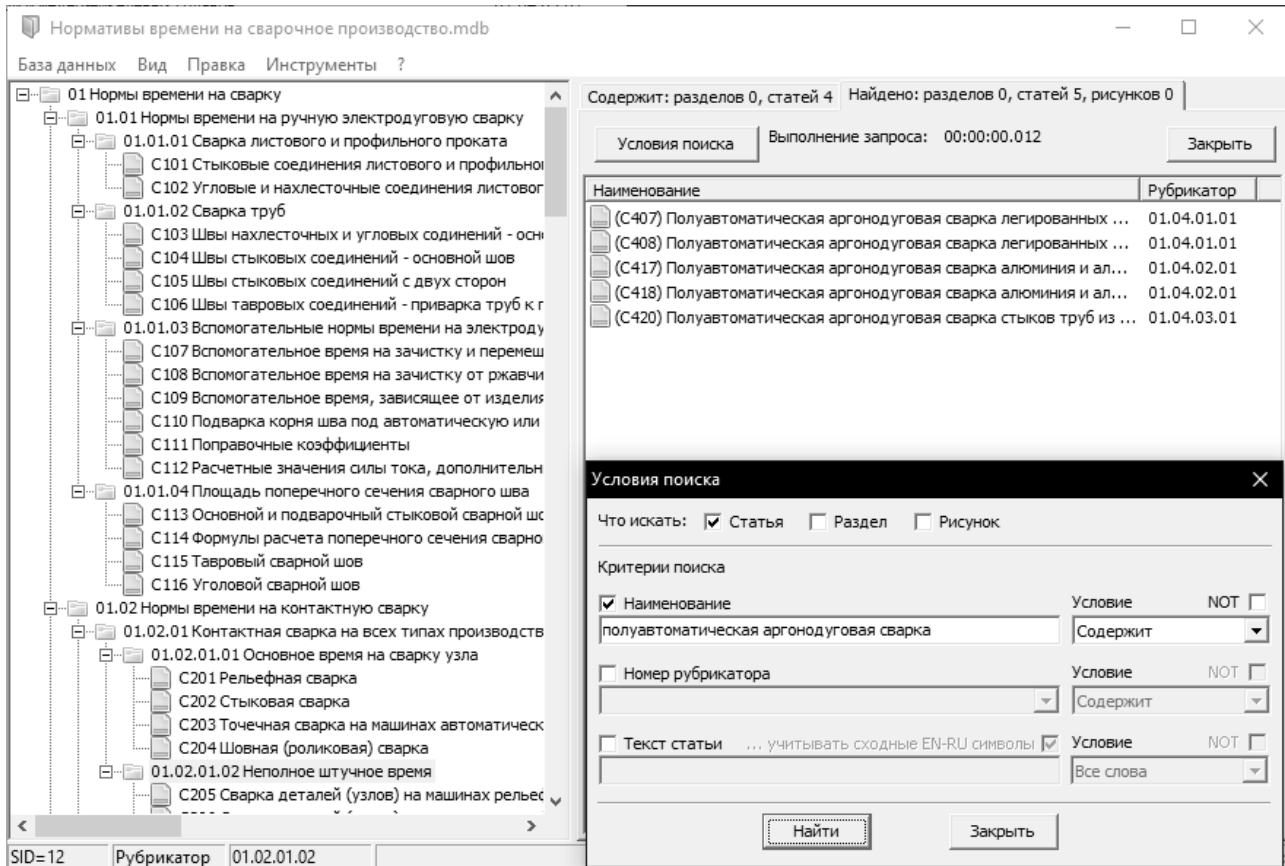 Нормативы времени на сварочное производство.mdb
База данных Вид Правка Инструменты ?
01 Нормы времени на сварку
01.01 Нормы времени на ручную электродуговую сварку
01.01.01 Сварка листового и профильного проката
С101 Стыковые соединения листового и профильно
С102 Угловые и нахлесточные соединения листовог
01.01.02 Сварка труб
С103 Швы нахлесточных и угловых содинений - осн
С104 Швы стыковых соединений - основной шов
С105 Швы стыковых соединений с двух сторон
С106 Швы тавровых соединений - приварка труб к г
01.01.03 Вспомогательные нормы времени на электроду
С107 Вспомогательное время на зачистку и перемещ
С108 Вспомогательное время на зачистку от ржавчи
С109 Вспомогательное время, зависящее от изделия
С110 Подварка корня шва под автоматическую или
С111 Поправочные коэффициенты
С112 Расчетные значения силы тока, дополнительн
01.01.04 Площадь поперечного сечения сварного шва
С113 Основной и подварочный стыковой сварной шо
С114 Формулы расчета поперечного сечения сварно
С115 Тавровый сварной шов
С116 Уголовой сварной шов
01.02 Нормы времени на контактную сварку
01.02.01 Контактная сварка на всех типах производств
01.02.01.01 Основное время на сварку узла
С201 Рельефная сварка
С202 Стыковая сварка
С203 Точечная сварка на машинах автоматическ
С204 Шовная (роликовая) сварка
01.02.01.02 Неполное штучное время
С205 Сварка деталей (узлов) на машинах рельеф
SID=12 Рубрикатор 01.02.01.02
Содержит: разделов 0, статей 4 Найдено: разделов 0, статей 5, рисунков 0
Условия поиска Выполнение запроса: 00:00:00.012 Закрыть
Наименование Рубрикатор
(С407) Полуавтоматическая аргонодуговая сварка легированных ... 01.04.01.01
(С408) Полуавтоматическая аргонодуговая сварка легированных ... 01.04.01.01
(С417) Полуавтоматическая аргонодуговая сварка алюминия и ал... 01.04.02.01
(С418) Полуавтоматическая аргонодуговая сварка алюминия и ал... 01.04.02.01
(С420) Полуавтоматическая аргонодуговая сварка стыков труб из ... 01.04.03.01
Условия поиска
Что искать: Статья Раздел Рисунок
Критерии поиска
Наименование Условие NOT
полуавтоматическая аргонодуговая сварка Содержит
Номер рубрикатора Условие NOT
Содержит
Текст статьи ... учитывать сходные EN-RU символы Условие NOT
Все слова
Найти Закрыть